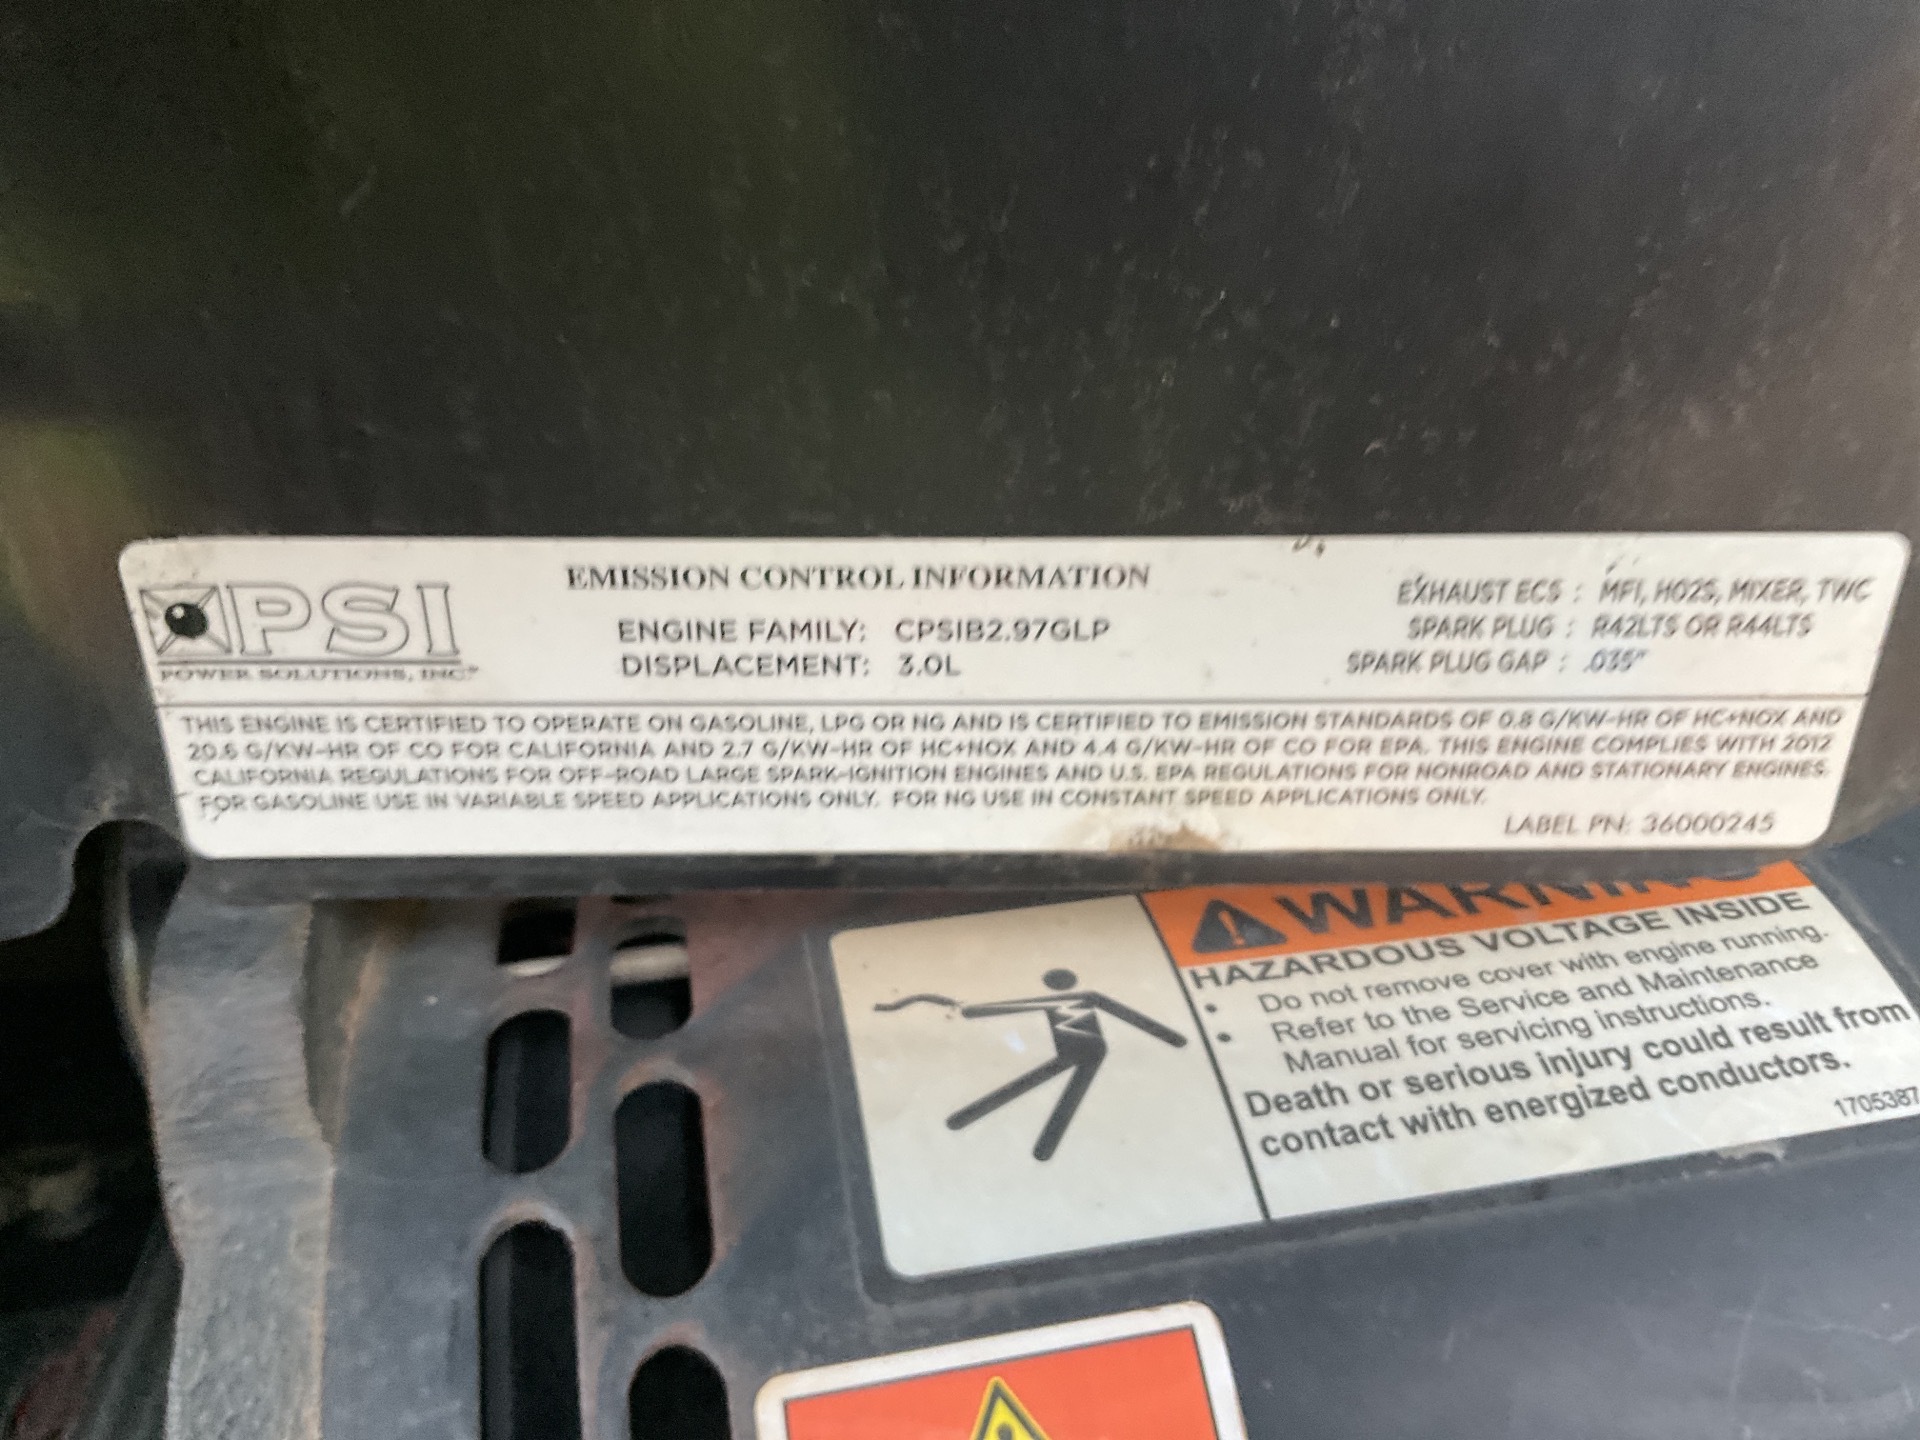 PSI
POWER SOLUTIONS, INC.™
EMISSION CONTROL INFORMATION
ENGINE FAMILY: CPSIB2.97GLP
DISPLACEMENT: 3.0L
EXHAUST ECS : MFI, HO2S, MIXER, TWC
SPARK PLUG : R42LTS OR R44LTS
SPARK PLUG GAP : .035"
THIS ENGINE IS CERTIFIED TO OPERATE ON GASOLINE, LPG OR NG AND IS CERTIFIED TO EMISSION STANDARDS OF 0.8 G/KW-HR OF HC+NOX AND
20.6 G/KW-HR OF CO FOR CALIFORNIA AND 2.7 G/KW-HR OF HC+NOX AND 4.4 G/KW-HR OF CO FOR EPA. THIS ENGINE COMPLIES WITH 2012
CALIFORNIA REGULATIONS FOR OFF-ROAD LARGE SPARK-IGNITION ENGINES AND U.S. EPA REGULATIONS FOR NONROAD AND STATIONARY ENGINES.
FOR GASOLINE USE IN VARIABLE SPEED APPLICATIONS ONLY. FOR NG USE IN CONSTANT SPEED APPLICATIONS ONLY.
LABEL PN: 36000245
WARNING
HAZARDOUS VOLTAGE INSIDE
• Do not remove cover with engine running.
• Refer to the Service and Maintenance
Manual for servicing instructions.
Death or serious injury could result from
contact with energized conductors.
1705387